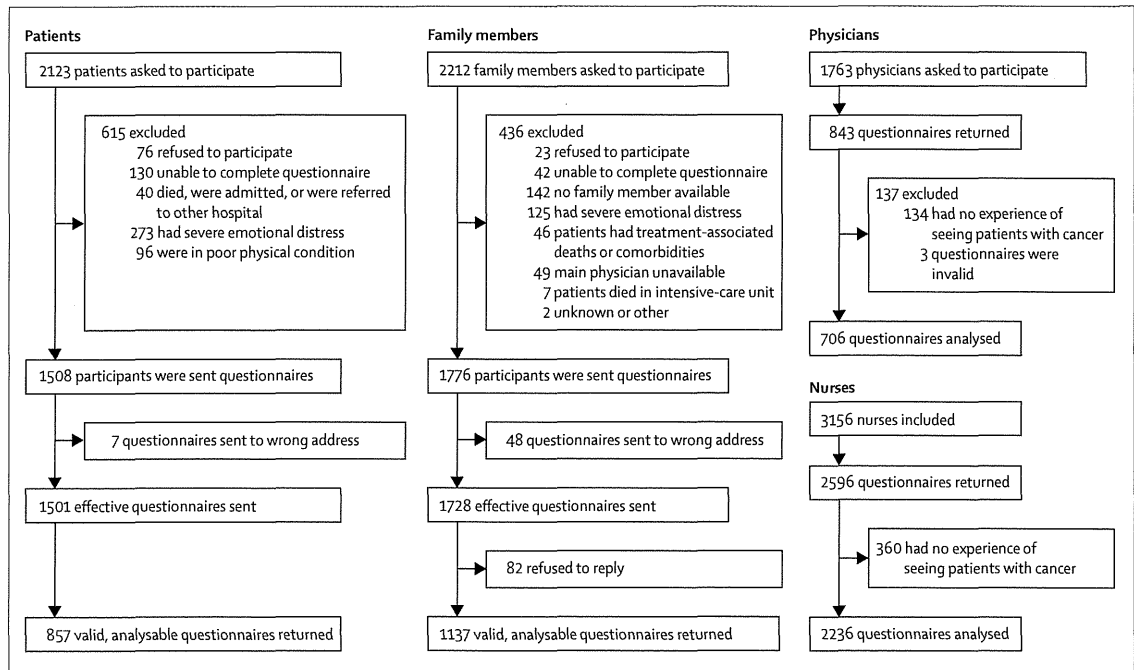 Patients
2123 patients asked to participate
615 excluded
76 refused to participate
130 unable to complete questionnaire
40 died, were admitted, or were referred
to other hospital
273 had severe emotional distress
96 were in poor physical condition
1508 participants were sent questionnaires
7 questionnaires sent to wrong address
1501 effective questionnaires sent
857 valid, analysable questionnaires returned
Family members
2212 family members asked to participate
436 excluded
23 refused to participate
42 unable to complete questionnaire
142 no family member available
125 had severe emotional distress
46 patients had treatment-associated
deaths or comorbidities
49 main physician unavailable
7 patients died in intensive-care unit
2 unknown or other
1776 participants were sent questionnaires
48 questionnaires sent to wrong address
1728 effective questionnaires sent
82 refused to reply
1137 valid, analysable questionnaires returned
Physicians
1763 physicians asked to participate
843 questionnaires returned
137 excluded
134 had no experience of
seeing patients with cancer
3 questionnaires were
invalid
706 questionnaires analysed
Nurses
3156 nurses included
2596 questionnaires returned
360 had no experience of
seeing patients with cancer
2236 questionnaires analysed